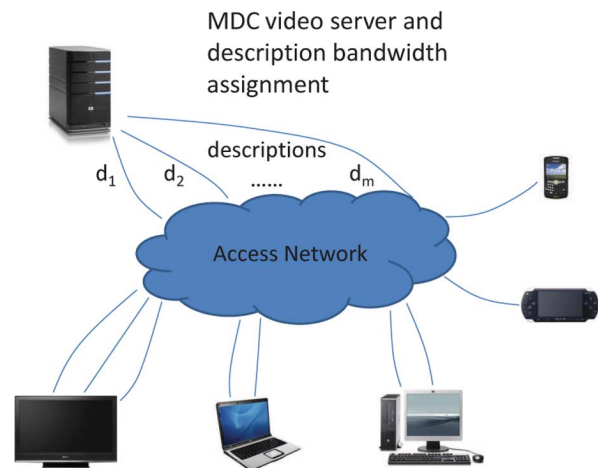 MDC video server and
description bandwidth
assignment
descriptions
d1 d2 ...... dm
Access Network